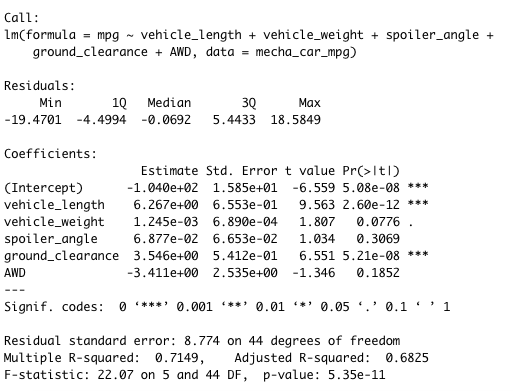 Call:
lm(formula = mpg ~ vehicle_length + vehicle_weight + spoiler_angle +
    ground_clearance + AWD, data = mecha_car_mpg)

Residuals:
     Min       1Q   Median       3Q      Max
-19.4701  -4.4994  -0.0692   5.4433  18.5849

Coefficients:
                   Estimate Std. Error t value Pr(>|t|)
(Intercept)      -1.040e+02  1.585e+01  -6.559 5.08e-08 ***
vehicle_length    6.267e+00  6.553e-01   9.563 2.60e-12 ***
vehicle_weight    1.245e-03  6.890e-04   1.807   0.0776 .
spoiler_angle     6.877e-02  6.653e-02   1.034   0.3069
ground_clearance  3.546e+00  5.412e-01   6.551 5.21e-08 ***
AWD              -3.411e+00  2.535e+00  -1.346   0.1852
---
Signif. codes:  0 ‘***’ 0.001 ‘**’ 0.01 ‘*’ 0.05 ‘.’ 0.1 ‘ ’ 1

Residual standard error: 8.774 on 44 degrees of freedom
Multiple R-squared:  0.7149,    Adjusted R-squared:  0.6825
F-statistic: 22.07 on 5 and 44 DF,  p-value: 5.35e-11